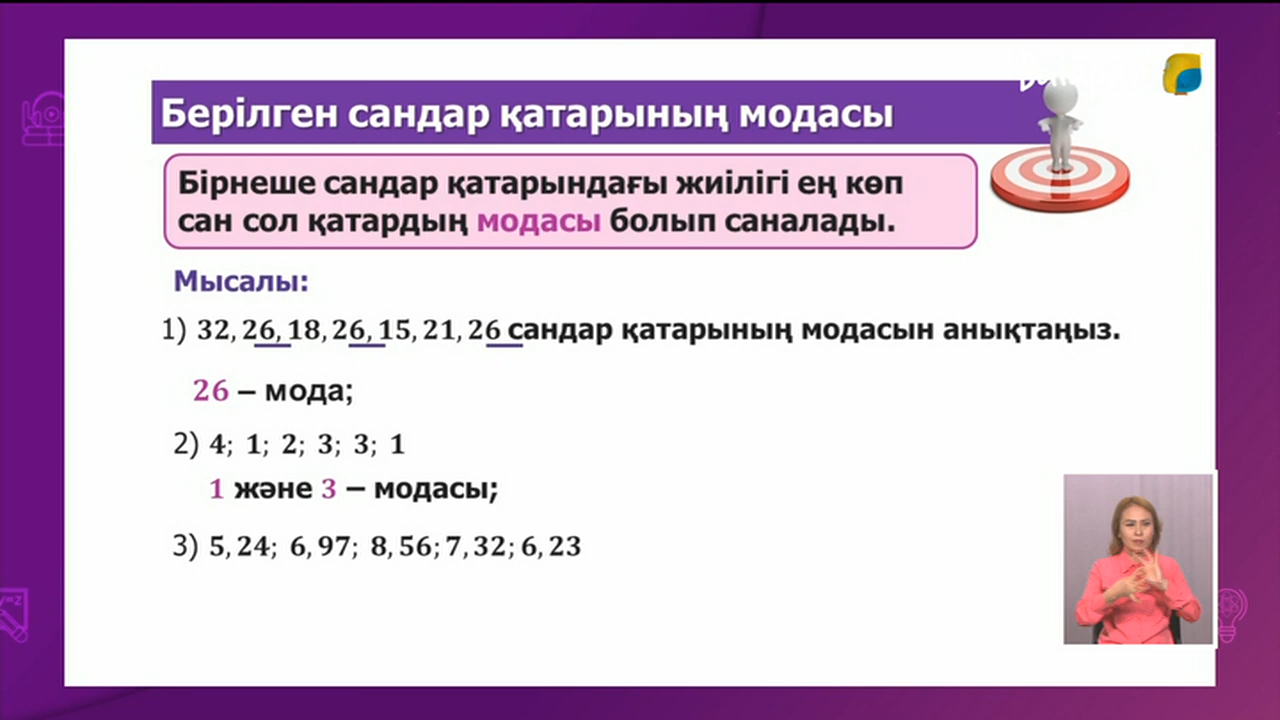 Берілген сандар қатарының модасы
Бірнеше сандар қатарындағы жиілігі ең көп
сан сол қатардың модасы болып саналады.
Мысалы:
1) 32, 26, 18, 26, 15, 21, 26 сандар қатарының модасын анықтаңыз.
26 – мода;
2) 4; 1; 2; 3; 3; 1
1 және 3 – модасы;
3) 5, 24; 6, 97; 8, 56; 7, 32; 6, 23